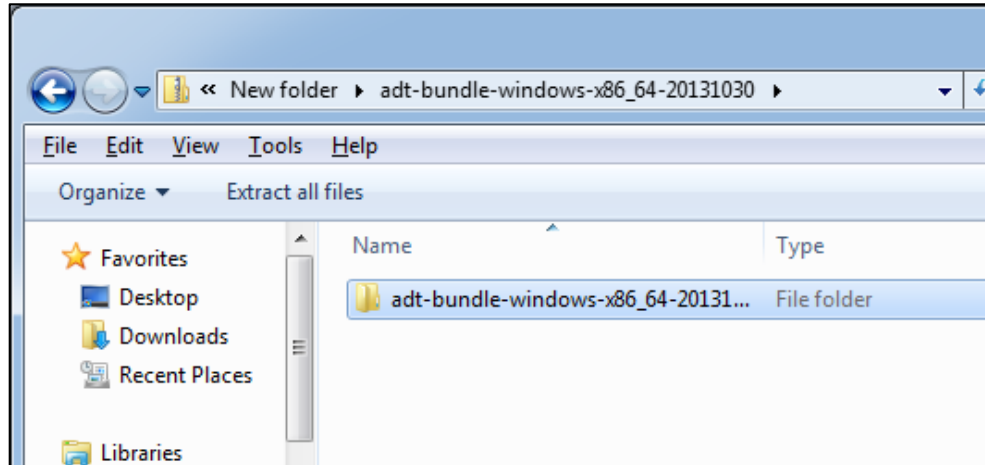 « New folder ▸ adt-bundle-windows-x86_64-20131030 ▸
File Edit View Tools Help
Organize ▾ Extract all files
Favorites
Desktop
Downloads
Recent Places
Libraries
Name Type
adt-bundle-windows-x86_64-20131... File folder